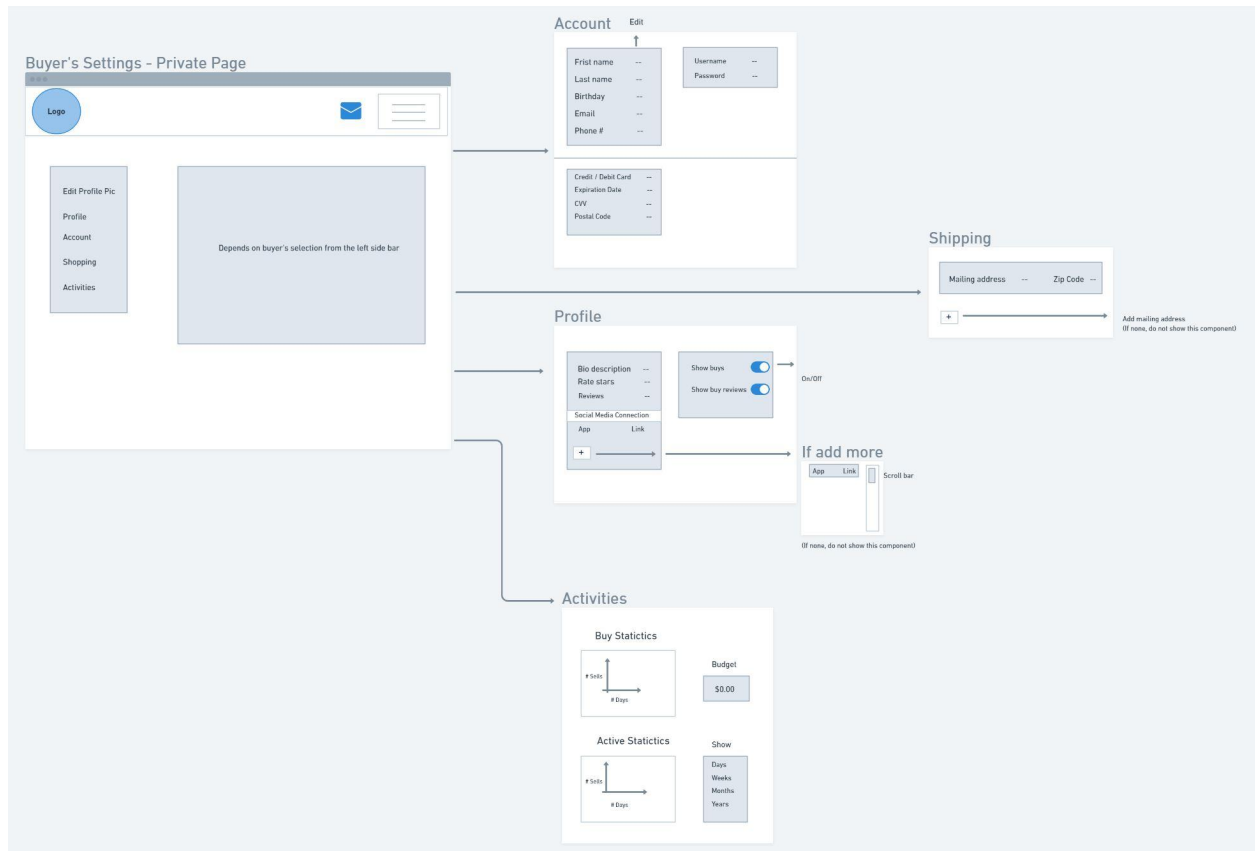 Buyer's Settings - Private Page
Logo
Edit Profile Pic
Profile
Account
Shopping
Activities
Depends on buyer's selection from the left side bar
Account
Edit
Frist name --
Last name --
Birthday --
Email --
Phone # --
Username --
Password --
Credit / Debit Card --
Expiration Date --
CVV --
Postal Code --
Shipping
Mailing address -- Zip Code --
+
Add mailing address
(If none, do not show this component)
Profile
Bio description --
Rate stars --
Reviews --
Social Media Connection
App Link
+
Show buys
Show buy reviews
On/Off
If add more
App Link
Scroll bar
(If none, do not show this component)
Activities
Buy Statictics
# Sells
# Days
Budget
$0.00
Active Statictics
# Sells
# Days
Show
Days
Weeks
Months
Years